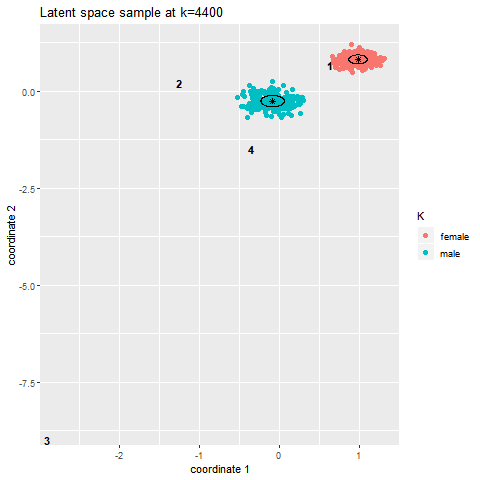 Latent space sample at k=4400
1
2
4
3
0.0
-2.5
-5.0
-7.5
coordinate 2
-2
-1
0
1
coordinate 1
K
female
male